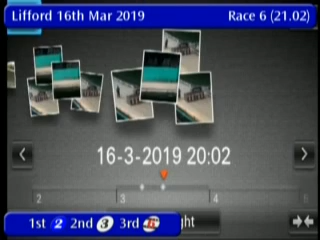 Lifford 16th Mar 2019 Race 6 (21.02)
16-3-2019 20:02
2 3 4
1st 2 2nd 3 3rd 6 ght